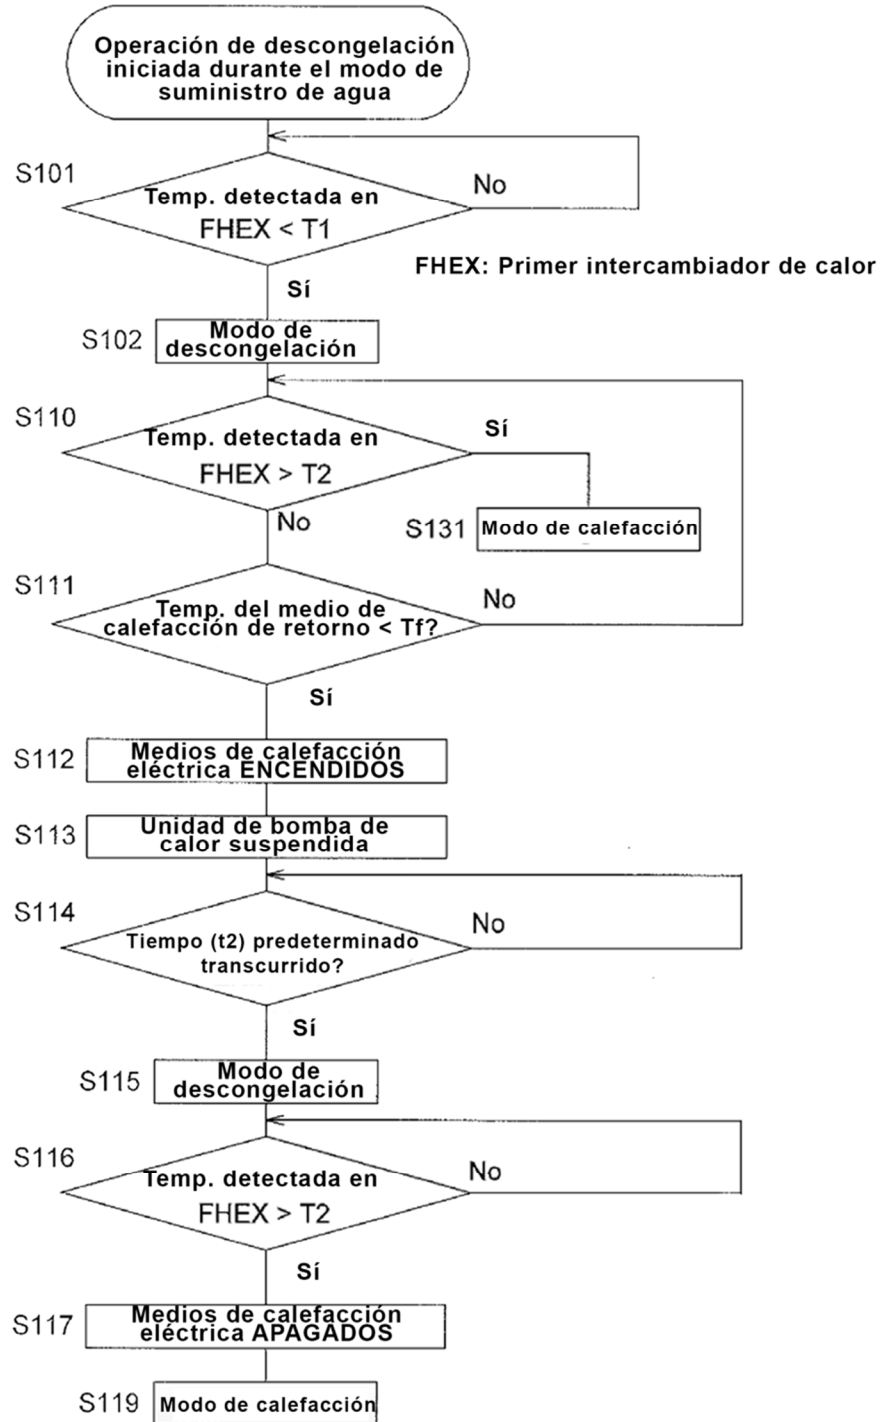 Operación de descongelación
iniciada durante el modo de
suministro de agua
S101
No
Temp. detectada en
FHEX < T1
FHEX: Primer intercambiador de calor
Sí
S102
Modo de
descongelación
S110
Temp. detectada en
FHEX > T2
Sí
No
S131
Modo de calefacción
S111
No
Temp. del medio de
calefacción de retorno < Tf?
Sí
S112
Medios de calefacción
eléctrica ENCENDIDOS
S113
Unidad de bomba de
calor suspendida
S114
No
Tiempo (t2) predeterminado
transcurrido?
Sí
S115
Modo de
descongelación
S116
No
Temp. detectada en
FHEX > T2
Sí
S117
Medios de calefacción
eléctrica APAGADOS
S119
Modo de calefacción